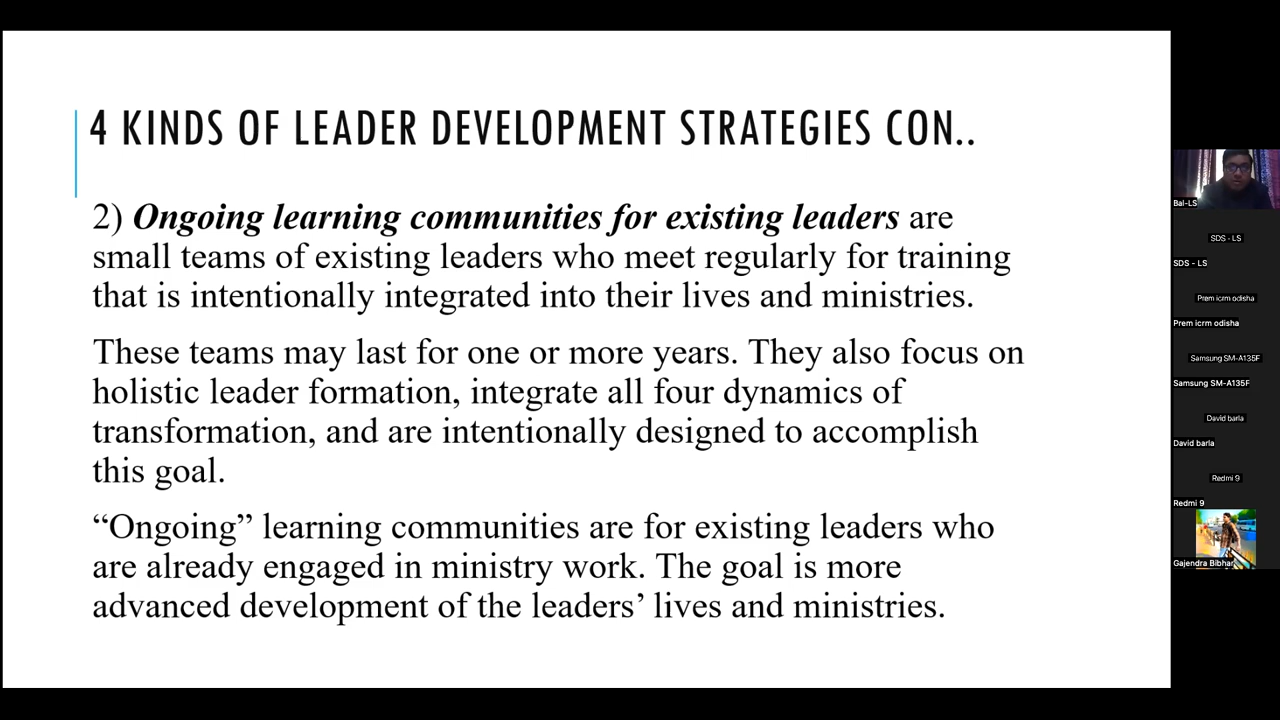 4 KINDS OF LEADER DEVELOPMENT STRATEGIES CON..
2) Ongoing learning communities for existing leaders are
small teams of existing leaders who meet regularly for training
that is intentionally integrated into their lives and ministries.
These teams may last for one or more years. They also focus on
holistic leader formation, integrate all four dynamics of
transformation, and are intentionally designed to accomplish
this goal.
“Ongoing” learning communities are for existing leaders who
are already engaged in ministry work. The goal is more
advanced development of the leaders’ lives and ministries.
Bal-LS
SDS - LS
SDS - LS
Prem icrm odisha
Prem icrm odisha
Samsung SM-A135F
Samsung SM-A135F
David barla
David barla
Redmi 9
Redmi 9
Gajendra Bibhar